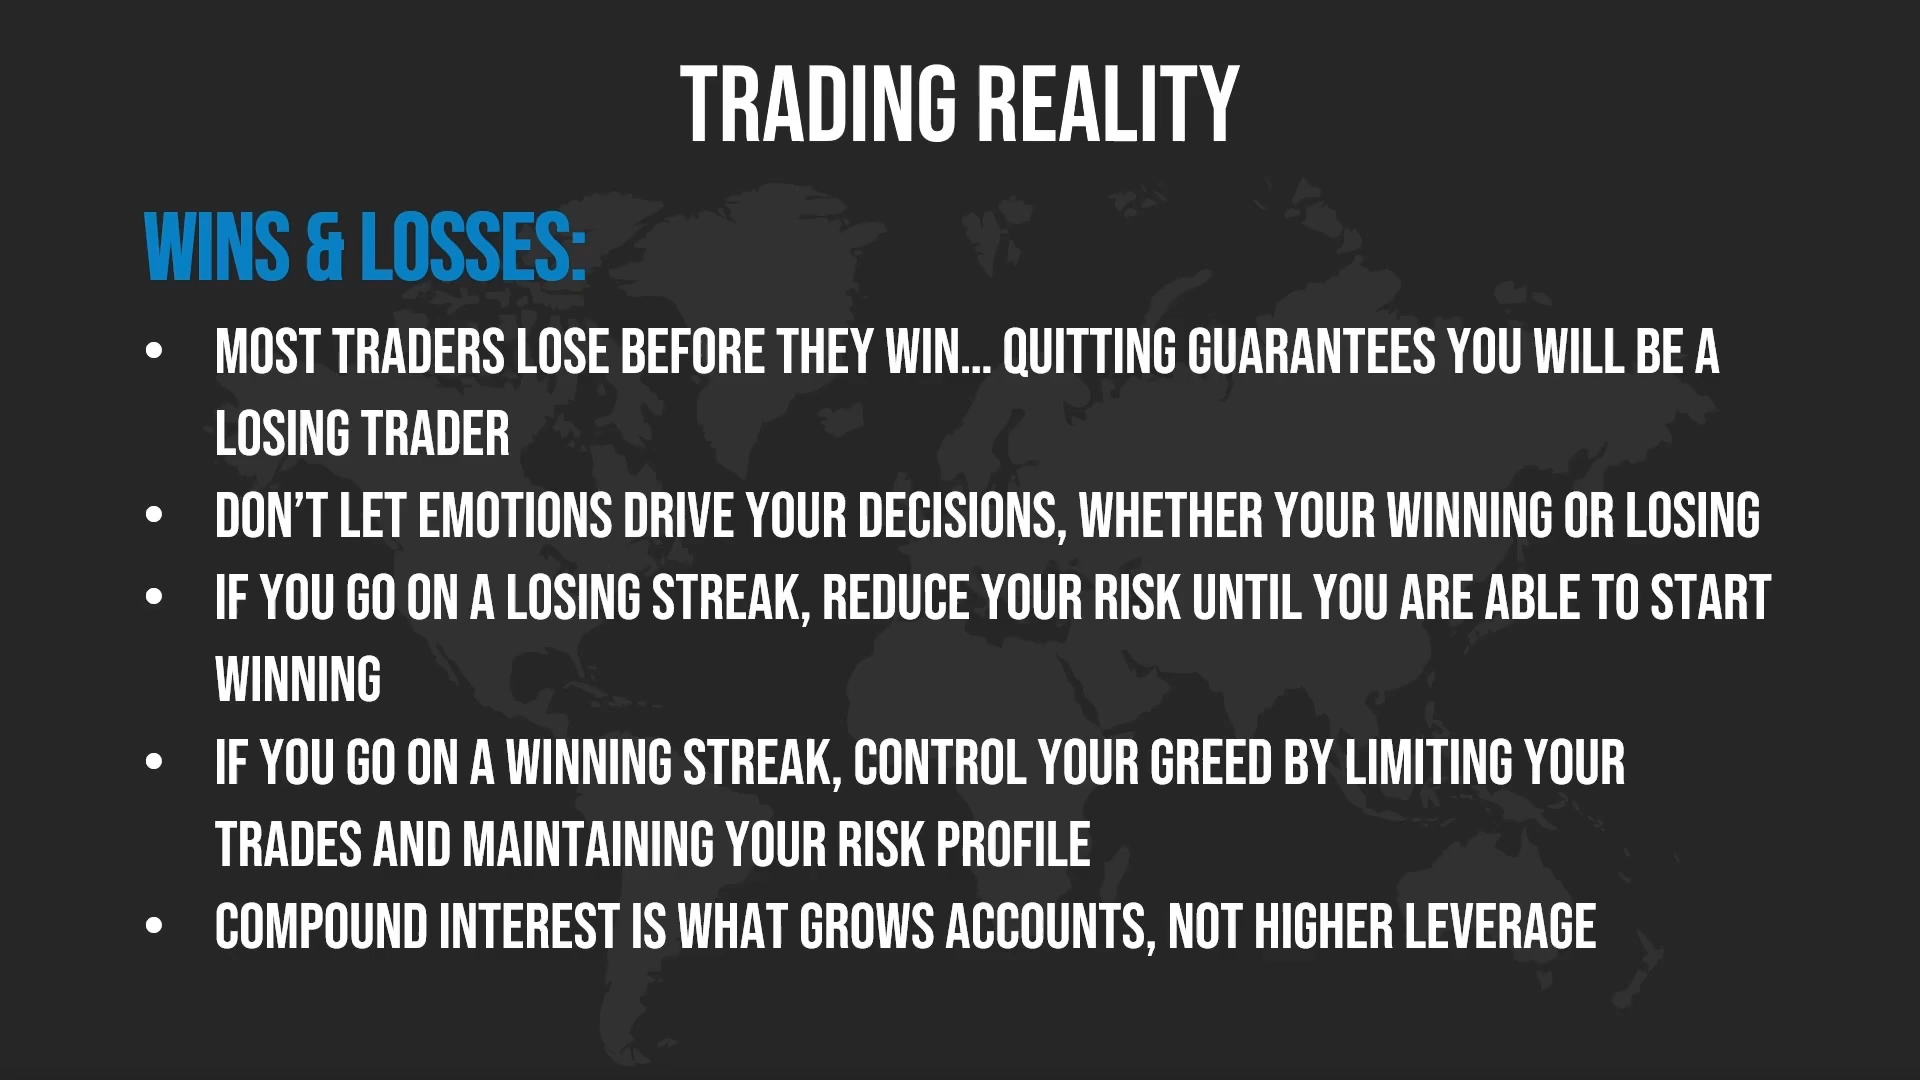 TRADING REALITY
WINS & LOSSES:
• MOST TRADERS LOSE BEFORE THEY WIN... QUITTING GUARANTEES YOU WILL BE A
LOSING TRADER
• DON’T LET EMOTIONS DRIVE YOUR DECISIONS, WHETHER YOUR WINNING OR LOSING
• IF YOU GO ON A LOSING STREAK, REDUCE YOUR RISK UNTIL YOU ARE ABLE TO START
WINNING
• IF YOU GO ON A WINNING STREAK, CONTROL YOUR GREED BY LIMITING YOUR
TRADES AND MAINTAINING YOUR RISK PROFILE
• COMPOUND INTEREST IS WHAT GROWS ACCOUNTS, NOT HIGHER LEVERAGE